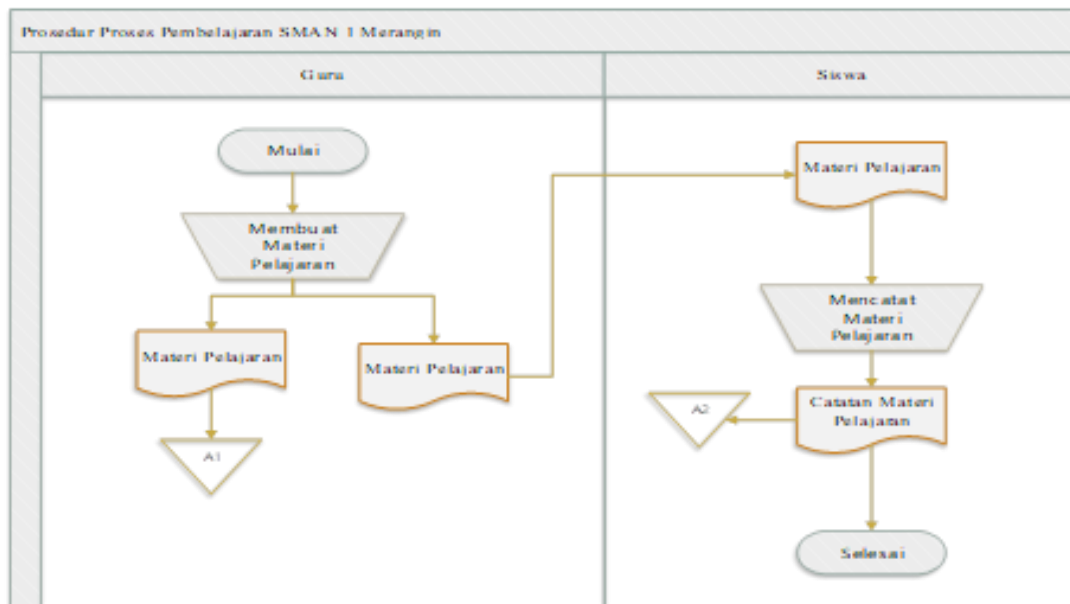 Prosedur Proses Pembelajaran SMAN 1 Merangin
Guru
Siswa
Mulai
Membuat
Materi
Pelajaran
Materi Pelajaran
Materi Pelajaran
A1
Materi Pelajaran
Mencatat
Materi
Pelajaran
Catatan Materi
Pelajaran
A2
Selesai